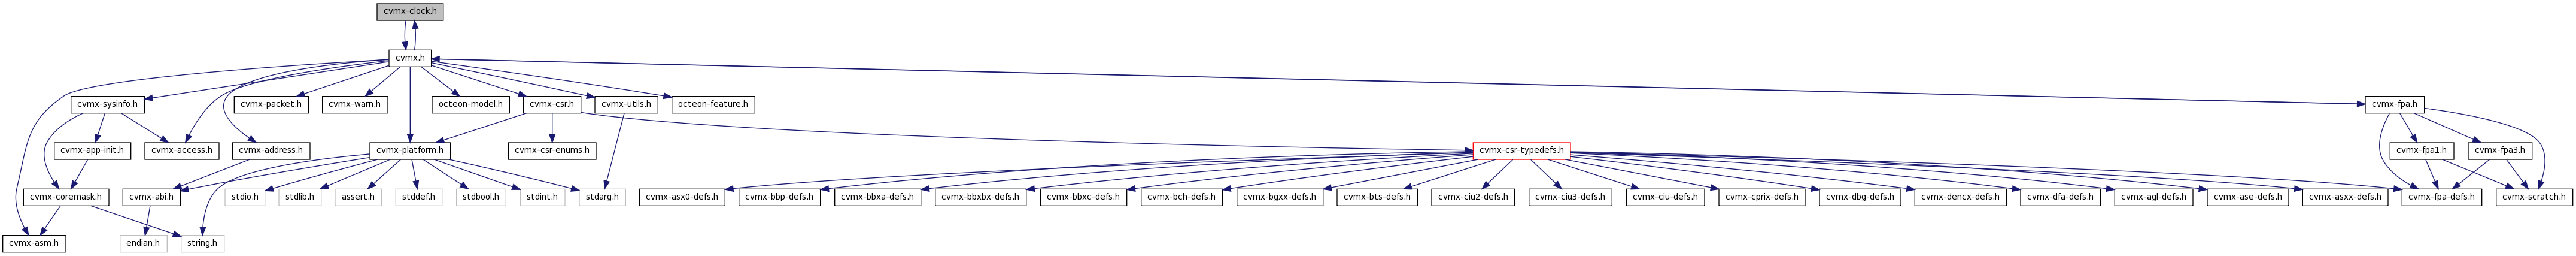 cvmx-clock.h
cvmx.h
cvmx-sysinfo.h
cvmx-packet.h
cvmx-warn.h
octeon-model.h
cvmx-csr.h
cvmx-utils.h
octeon-feature.h
cvmx-fpa.h
cvmx-app-init.h
cvmx-access.h
cvmx-address.h
cvmx-platform.h
cvmx-csr-enums.h
cvmx-csr-typedefs.h
cvmx-fpa1.h
cvmx-fpa3.h
cvmx-coremask.h
cvmx-abi.h
stdio.h
stdlib.h
assert.h
stddef.h
stdbool.h
stdint.h
stdarg.h
cvmx-asx0-defs.h
cvmx-bbp-defs.h
cvmx-bbxa-defs.h
cvmx-bbxbx-defs.h
cvmx-bbxc-defs.h
cvmx-bch-defs.h
cvmx-bgxx-defs.h
cvmx-bts-defs.h
cvmx-ciu2-defs.h
cvmx-ciu3-defs.h
cvmx-ciu-defs.h
cvmx-cprix-defs.h
cvmx-dbg-defs.h
cvmx-dencx-defs.h
cvmx-dfa-defs.h
cvmx-agl-defs.h
cvmx-ase-defs.h
cvmx-asxx-defs.h
cvmx-fpa-defs.h
cvmx-scratch.h
cvmx-asm.h
endian.h
string.h